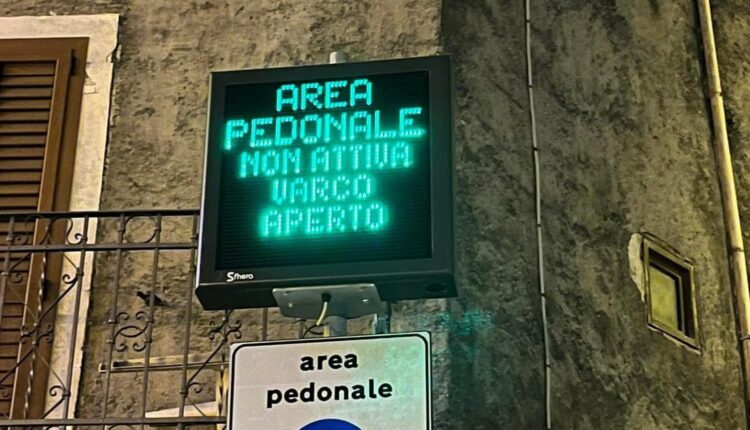 AREA
PEDONALE
NON ATTIVA
VARCO
APERTO
Sfhera
area
pedonale